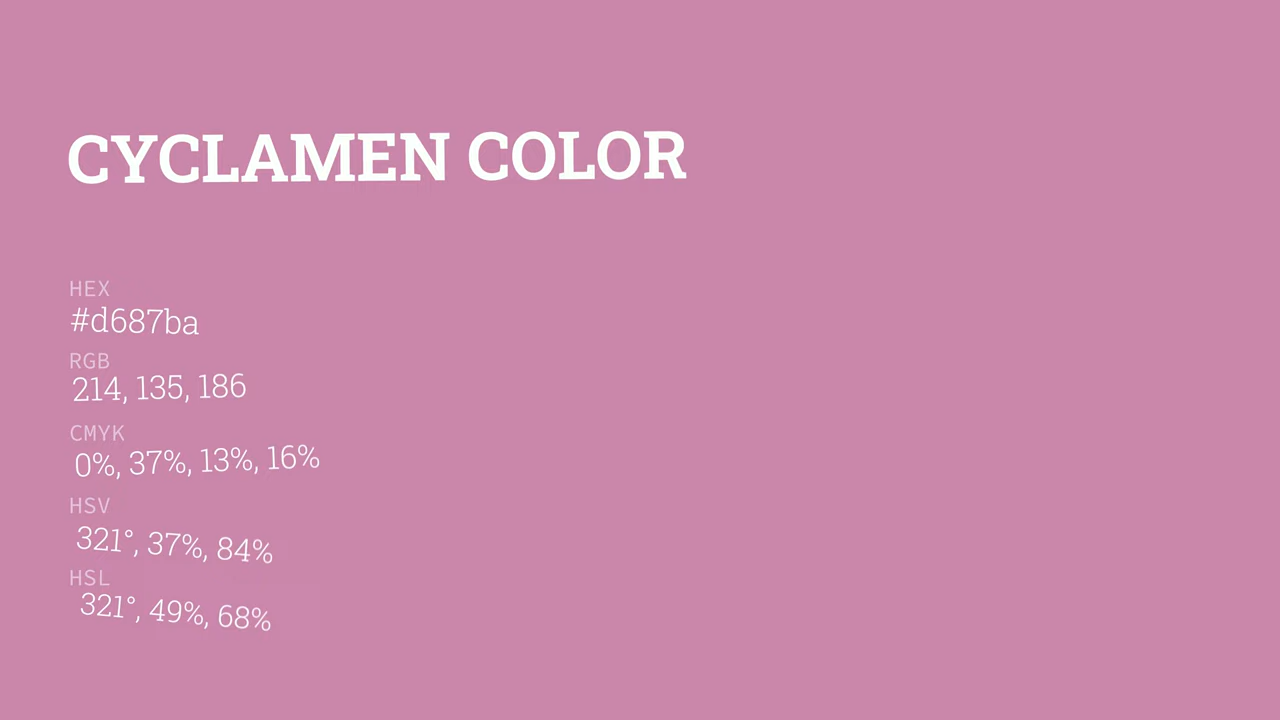 CYCLAMEN COLOR
HEX
#d687ba
RGB
214, 135, 186
CMYK
0%, 37%, 13%, 16%
HSV
321°, 37%, 84%
HSL
321°, 49%, 68%